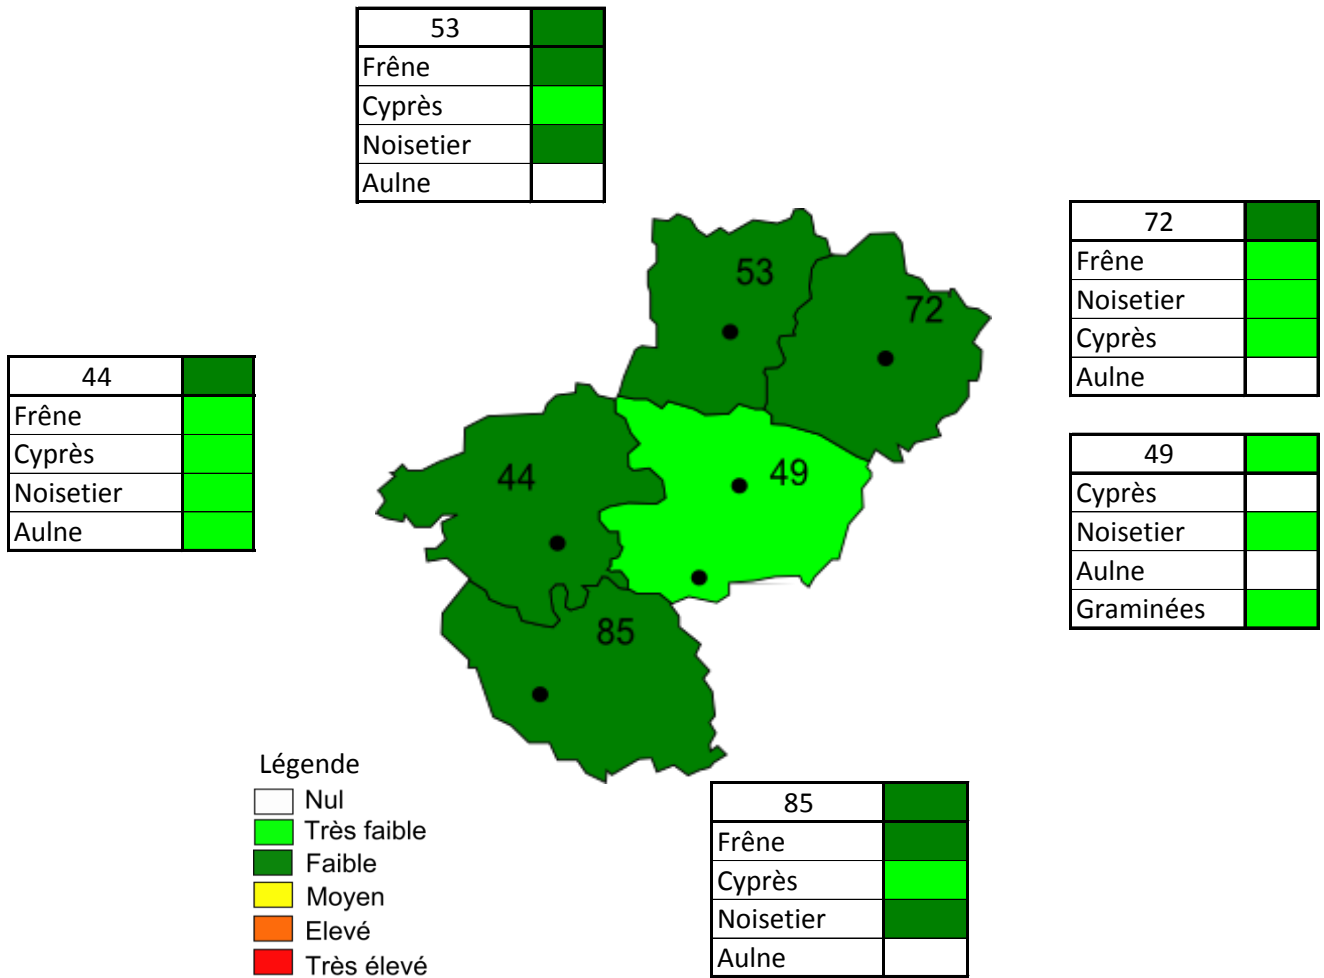 53
Frêne
Cyprès
Noisetier
Aulne
72
Frêne
Noisetier
Cyprès
Aulne
44
Frêne
Cyprès
Noisetier
Aulne
49
Cyprès
Noisetier
Aulne
Graminées
53
72
44
49
85
Légende
Nul
Très faible
Faible
Moyen
Elevé
Très élevé
85
Frêne
Cyprès
Noisetier
Aulne